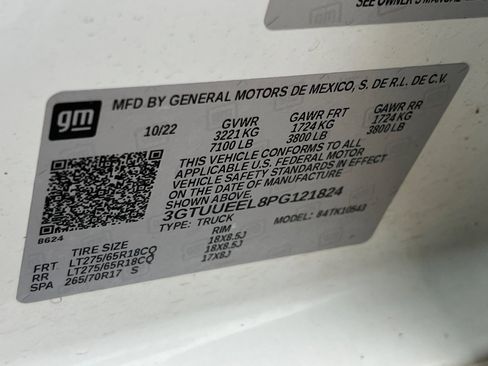 SEE OWNER'S MANUAL
gm
MFD BY GENERAL MOTORS DE MEXICO, S. DE R.L. DE C.V.
10/22 GVWR GAWR FRT GAWR RR
3221 KG 1724 KG 1724 KG
7100 LB 3800 LB 3800 LB
THIS VEHICLE CONFORMS TO ALL
APPLICABLE U.S. FEDERAL MOTOR
VEHICLE SAFETY STANDARDS IN EFFECT
ON THE DATE OF MANUFACTURE
SHOWN ABOVE.
3GTUUEEL8PG121824
TYPE: TRUCK MODEL: 84TK10543
B624
TIRE SIZE RIM
FRT LT275/65R18CQ 18X8.5J
RR LT275/65R18CQ 18X8.5J
SPA 265/70R17 S 17X8J